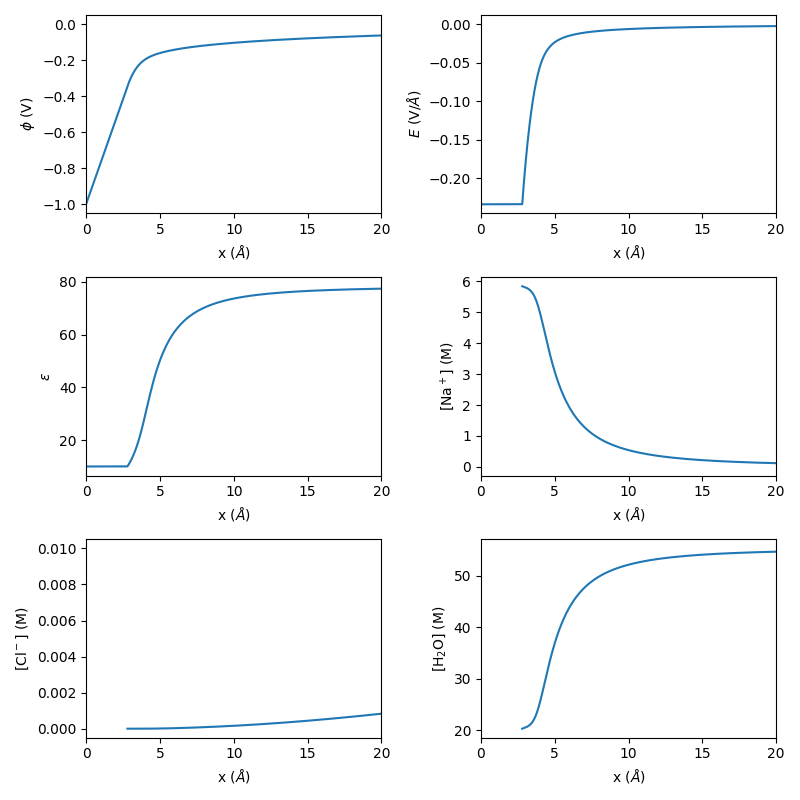 0.0
−0.2
−0.4
−0.6
−0.8
−1.0
ϕ (V)
0 5 10 15 20
x (Å)
0.00
−0.05
−0.10
−0.15
−0.20
E (V/Å)
0 5 10 15 20
x (Å)
80
60
40
20
ε
0 5 10 15 20
x (Å)
6
5
4
3
2
1
0
[Na⁺] (M)
0 5 10 15 20
x (Å)
0.010
0.008
0.006
0.004
0.002
0.000
[Cl⁻] (M)
0 5 10 15 20
x (Å)
50
40
30
20
[H₂O] (M)
0 5 10 15 20
x (Å)